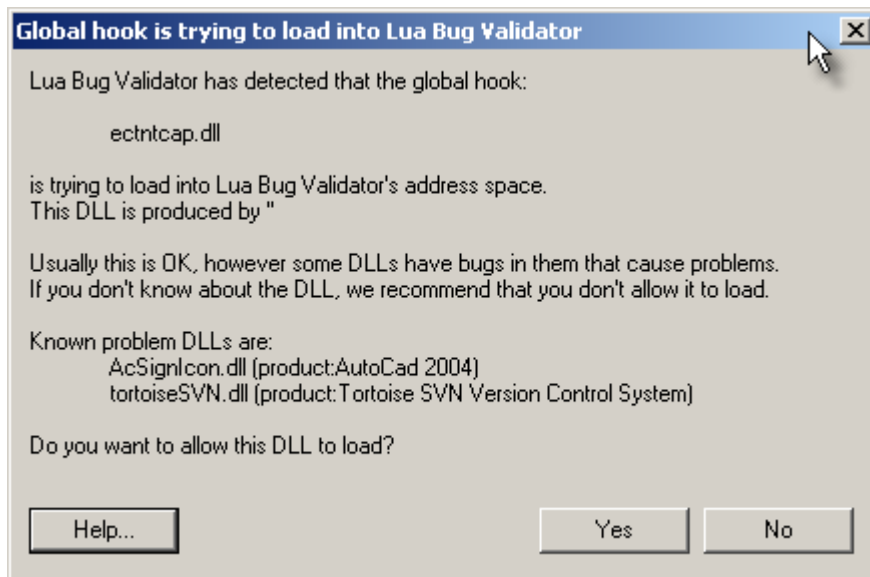 Global hook is trying to load into Lua Bug Validator
Lua Bug Validator has detected that the global hook:
ectntcap.dll
is trying to load into Lua Bug Validator's address space.
This DLL is produced by "
Usually this is OK, however some DLLs have bugs in them that cause problems.
If you don't know about the DLL, we recommend that you don't allow it to load.
Known problem DLLs are:
AcSignIcon.dll (product:AutoCad 2004)
tortoiseSVN.dll (product:Tortoise SVN Version Control System)
Do you want to allow this DLL to load?
Help... Yes No